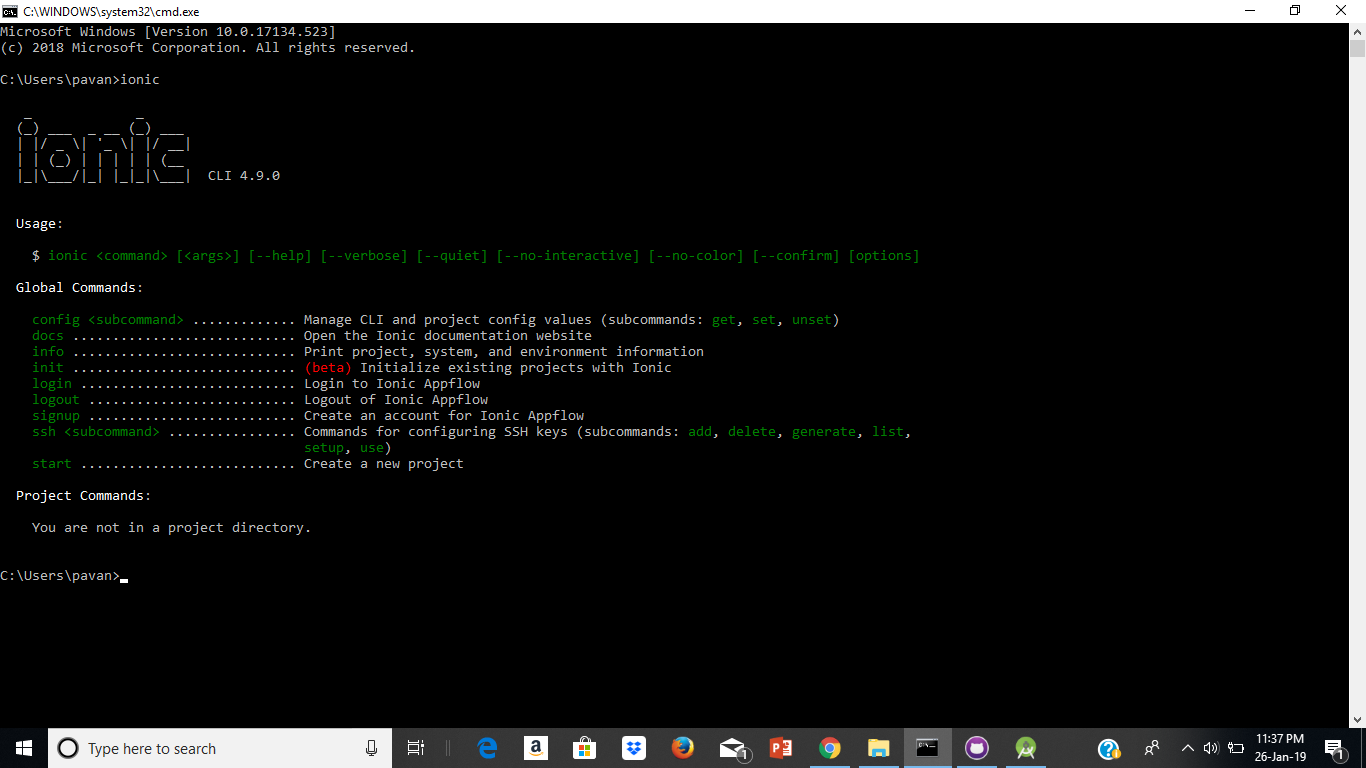 C:\WINDOWS\system32\cmd.exe
Microsoft Windows [Version 10.0.17134.523]
(c) 2018 Microsoft Corporation. All rights reserved.
C:\Users\pavan>ionic
ionic CLI 4.9.0
Usage:
$ ionic <command> [<args>] [--help] [--verbose] [--quiet] [--no-interactive] [--no-color] [--confirm] [options]
Global Commands:
config <subcommand> ............. Manage CLI and project config values (subcommands: get, set, unset)
docs ............................ Open the Ionic documentation website
info ............................ Print project, system, and environment information
init ............................ (beta) Initialize existing projects with Ionic
login ........................... Login to Ionic Appflow
logout .......................... Logout of Ionic Appflow
signup .......................... Create an account for Ionic Appflow
ssh <subcommand> ................ Commands for configuring SSH keys (subcommands: add, delete, generate, list,
setup, use)
start ........................... Create a new project
Project Commands:
You are not in a project directory.
C:\Users\pavan>_
Type here to search
1
11:37 PM
26-Jan-19
1